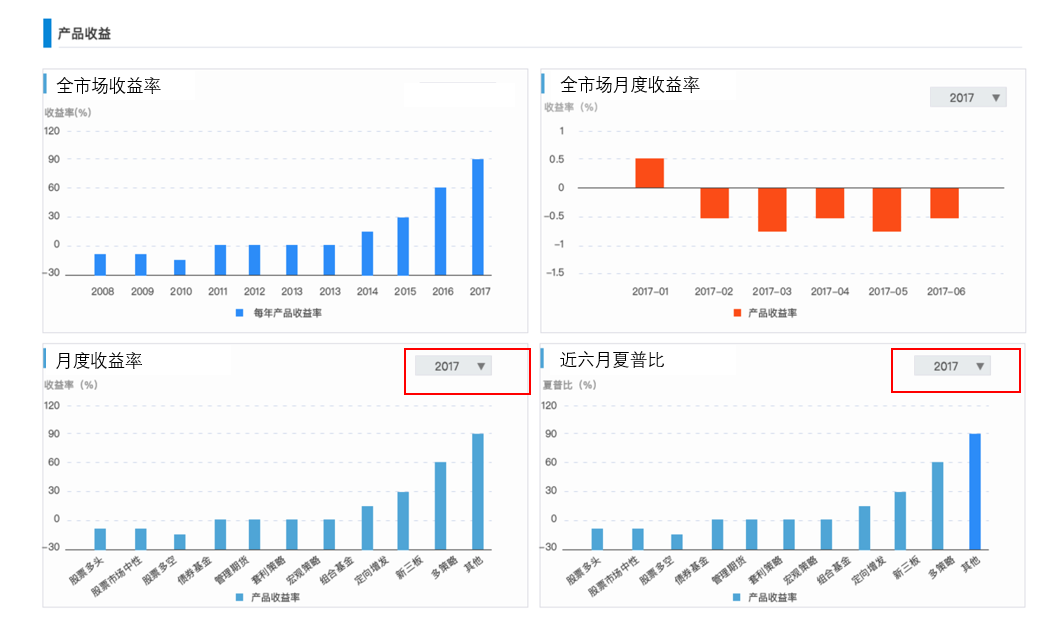 产品收益
全市场收益率
收益率(%)
120
90
60
30
0
-30
2008 2009 2010 2011 2012 2013 2013 2014 2015 2016 2017
每年产品收益率
全市场月度收益率
2017 ▼
收益率（%）
1
0.5
0
-0.5
-1
-1.5
2017-01 2017-02 2017-03 2017-04 2017-05 2017-06
产品收益率
月度收益率
2017 ▼
收益率（%）
120
90
60
30
0
-30
股票多头 股票市场中性 股票多空 债券基金 管理期货 套利策略 宏观策略 组合基金 定向增发 新三板 多策略 其他
产品收益率
近六月夏普比
2017 ▼
夏普比（%）
120
90
60
30
0
-30
股票多头 股票市场中性 股票多空 债券基金 管理期货 套利策略 宏观策略 组合基金 定向增发 新三板 多策略 其他
产品收益率